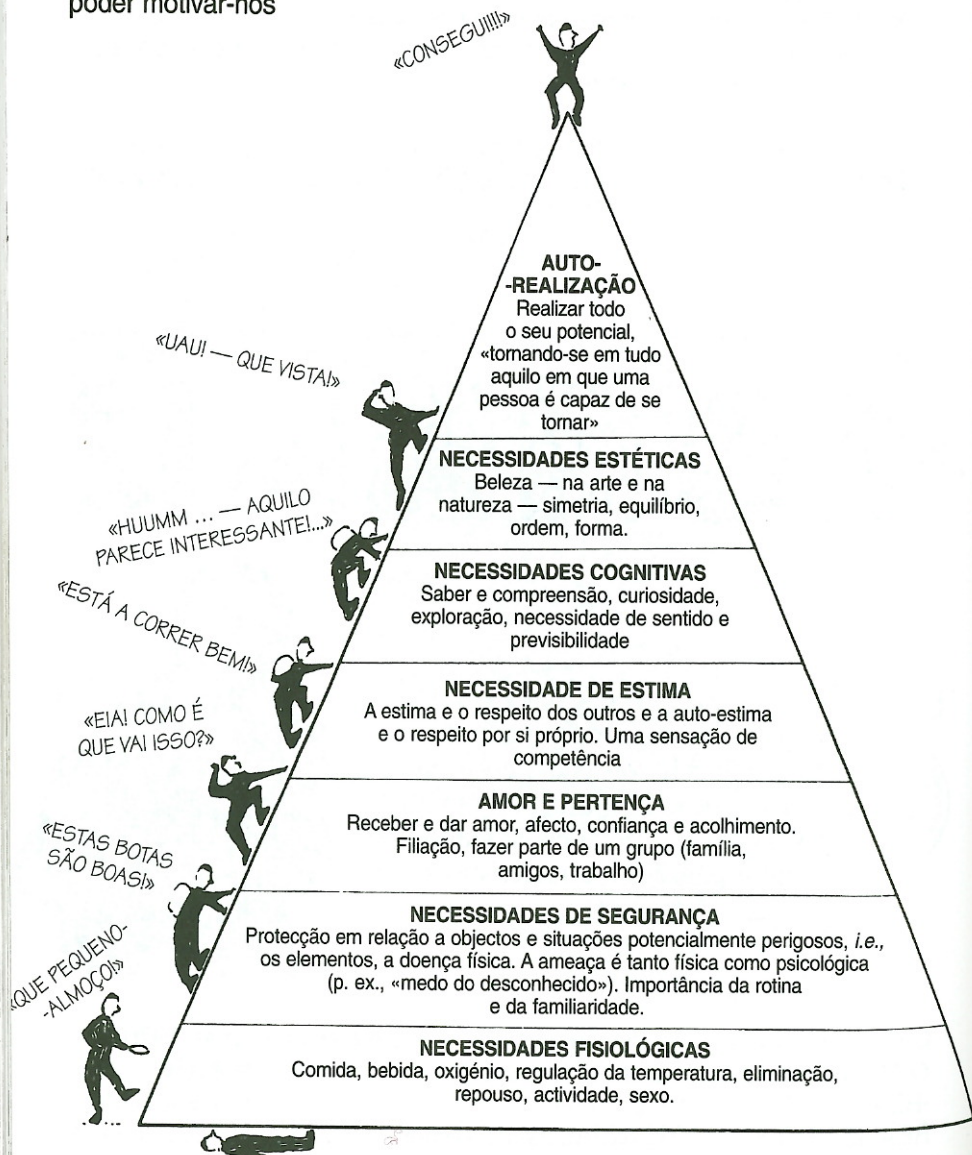 poder motivar-nos
«CONSEGUI!!!!»
AUTO-
-REALIZAÇÃO
Realizar todo
o seu potencial,
«tornando-se em tudo
aquilo em que uma
pessoa é capaz de se
tornar»
«UAU! — QUE VISTA!»
NECESSIDADES ESTÉTICAS
Beleza — na arte e na
natureza — simetria, equilíbrio,
ordem, forma.
«HUUMM ... — AQUILO
PARECE INTERESSANTE!...»
NECESSIDADES COGNITIVAS
Saber e compreensão, curiosidade,
exploração, necessidade de sentido e
previsibilidade
«ESTÁ A CORRER BEM!»
NECESSIDADE DE ESTIMA
A estima e o respeito dos outros e a auto-estima
e o respeito por si próprio. Uma sensação de
competência
«EIA! COMO É
QUE VAI ISSO?»
AMOR E PERTENÇA
Receber e dar amor, afecto, confiança e acolhimento.
Filiação, fazer parte de um grupo (família,
amigos, trabalho)
«ESTAS BOTAS
SÃO BOAS!»
NECESSIDADES DE SEGURANÇA
Protecção em relação a objectos e situações potencialmente perigosos, i.e.,
os elementos, a doença física. A ameaça é tanto física como psicológica
(p. ex., «medo do desconhecido»). Importância da rotina
e da familiaridade.
«QUE PEQUENO-
-ALMOÇO!»
NECESSIDADES FISIOLÓGICAS
Comida, bebida, oxigénio, regulação da temperatura, eliminação,
repouso, actividade, sexo.